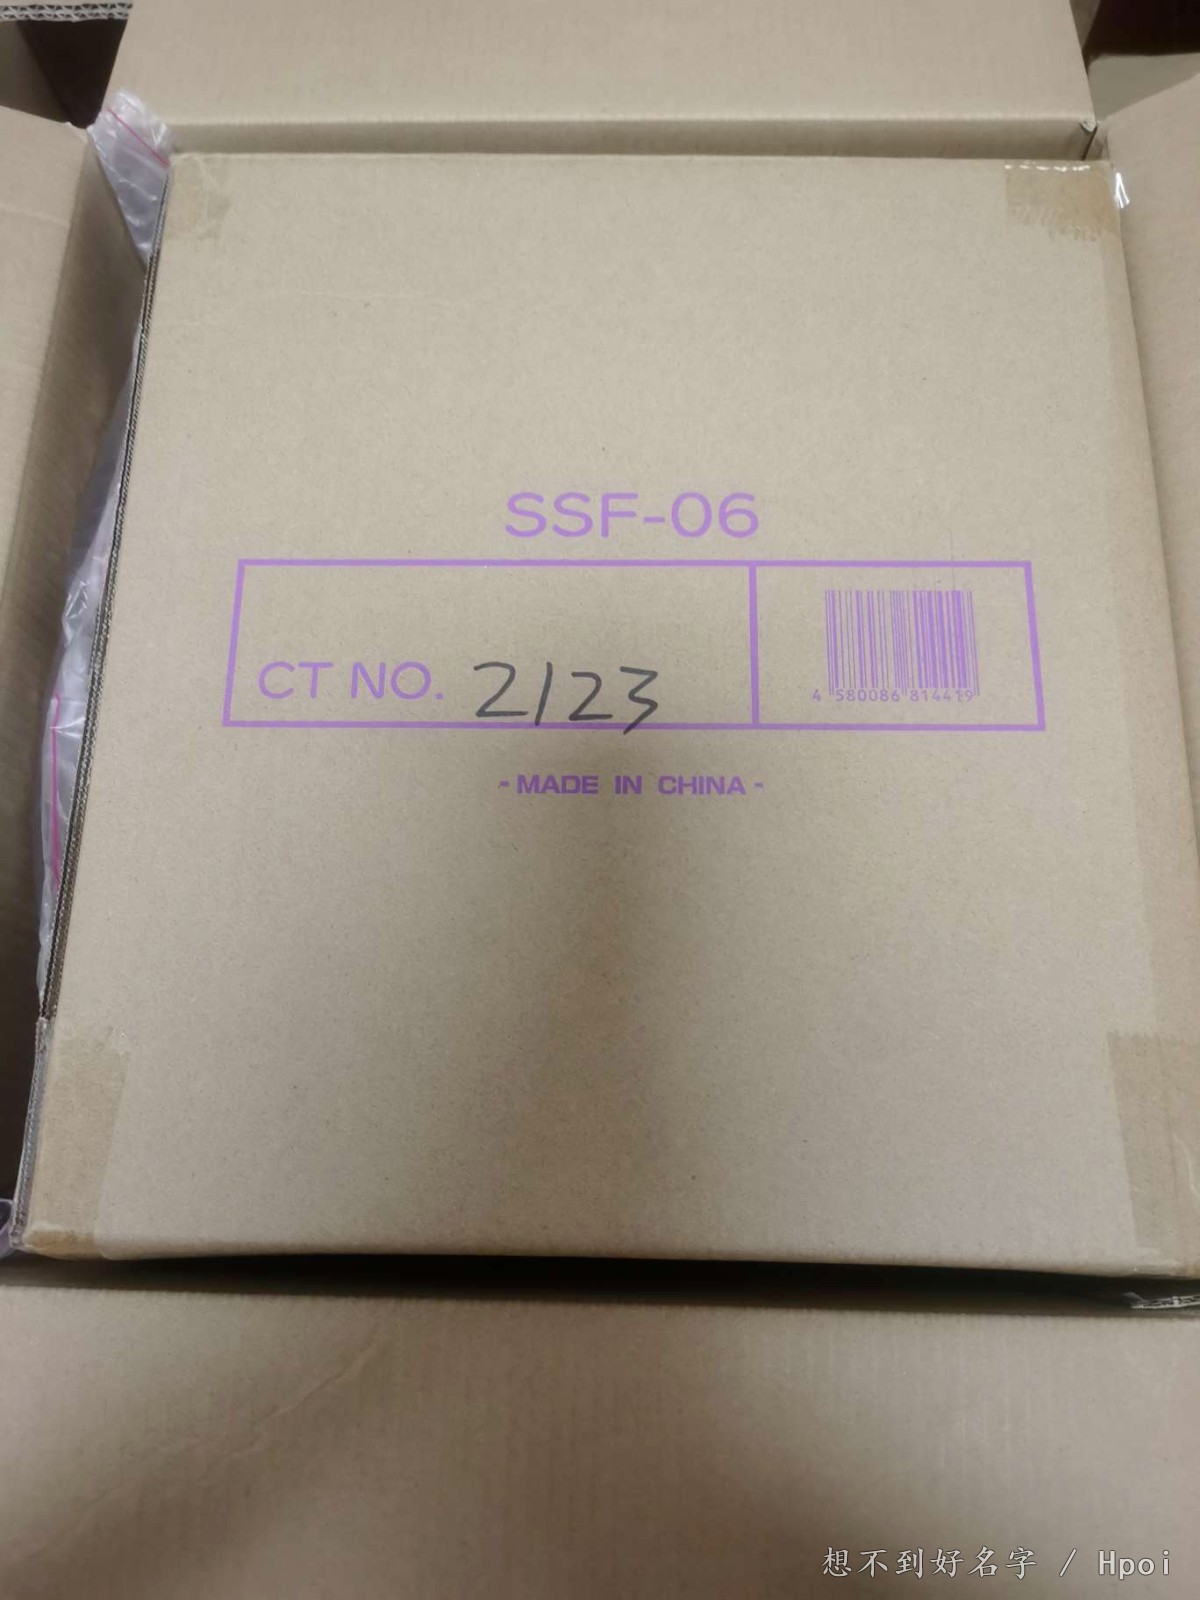 SSF-06
CT NO. 2123
4 580086 814419
-MADE IN CHINA-
想不到好名字 / Hpoi